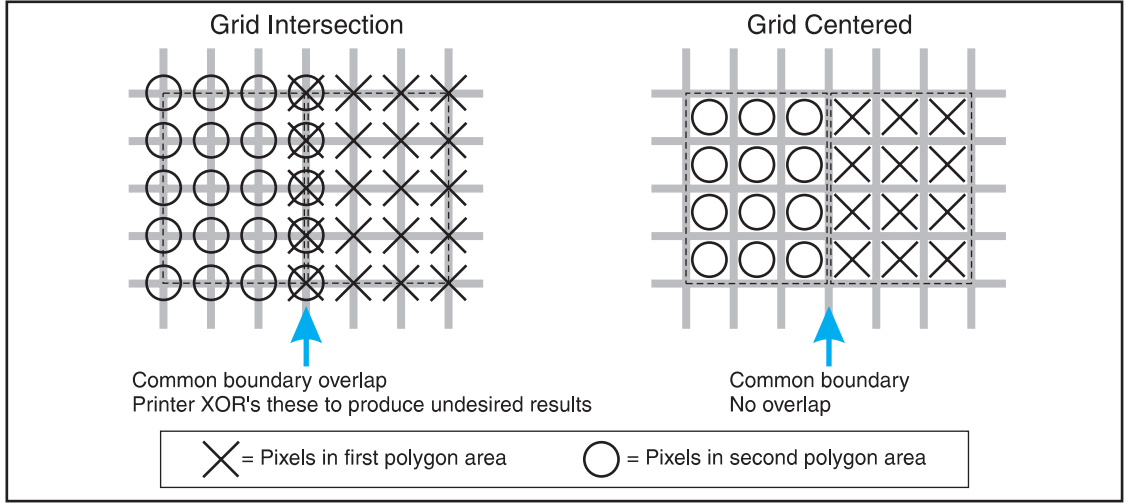 Grid Intersection
Grid Centered
Common boundary overlap
Printer XOR's these to produce undesired results
Common boundary
No overlap
= Pixels in first polygon area
= Pixels in second polygon area